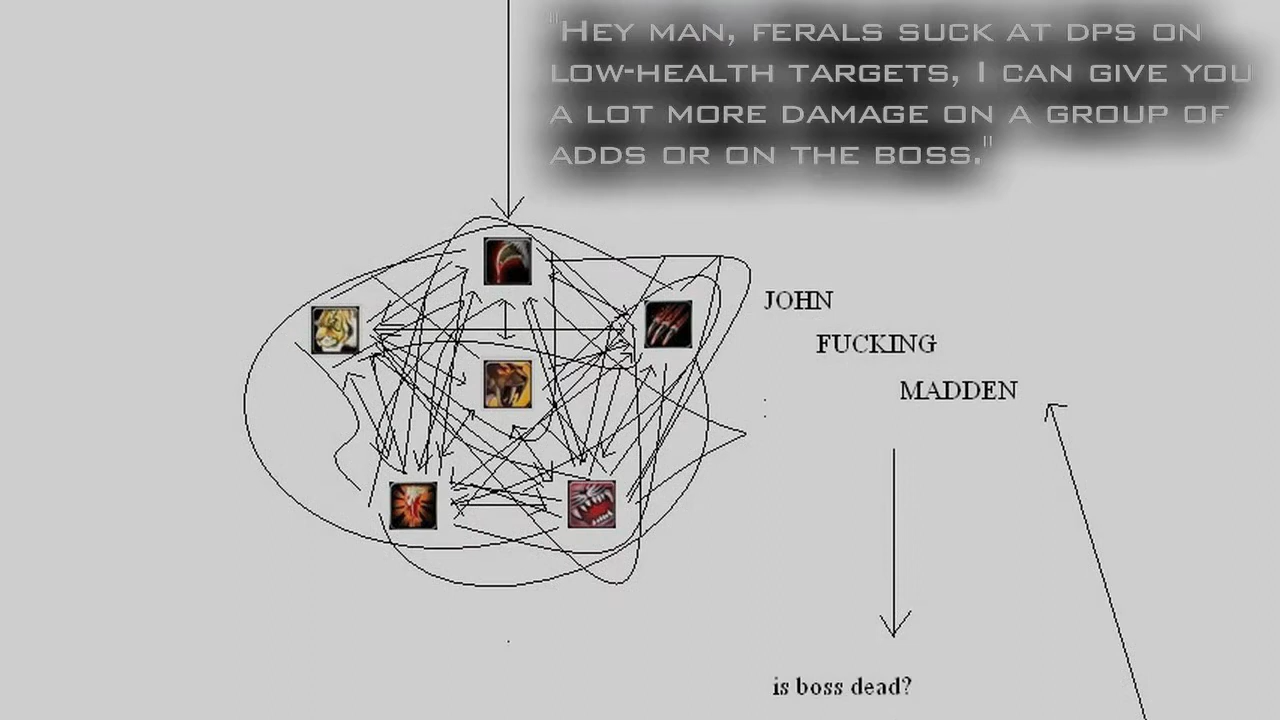 "Hey man, ferals suck at dps on
low-health targets, I can give you
a lot more damage on a group of
adds or on the boss."
JOHN
FUCKING
MADDEN
is boss dead?